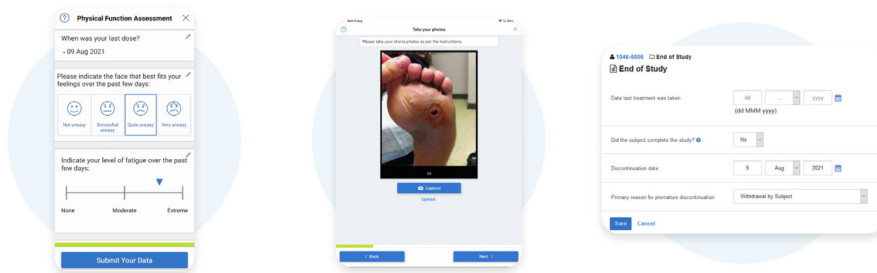 Physical Function Assessment
When was your last dose?
• 09 Aug 2021
Please indicate the face that best fits your
feelings over the past few days:
Not uneasy
Somewhat
uneasy
Quite uneasy
Very uneasy
Indicate your level of fatigue over the past
few days:
None
Moderate
Extreme
Submit Your Data
Take your photos
Please take your stoma photos as per the instructions.
1/1
Capture
Upload
< Back
Next >
1046-6006 End of Study
End of Study
Date last treatment was taken
dd
...
yyyy
(dd MMM yyyy)
Did the subject complete the study?
No
Discontinuation date
9
Aug
2021
Primary reason for premature discontinuation
Withdrawal by Subject
Save
Cancel